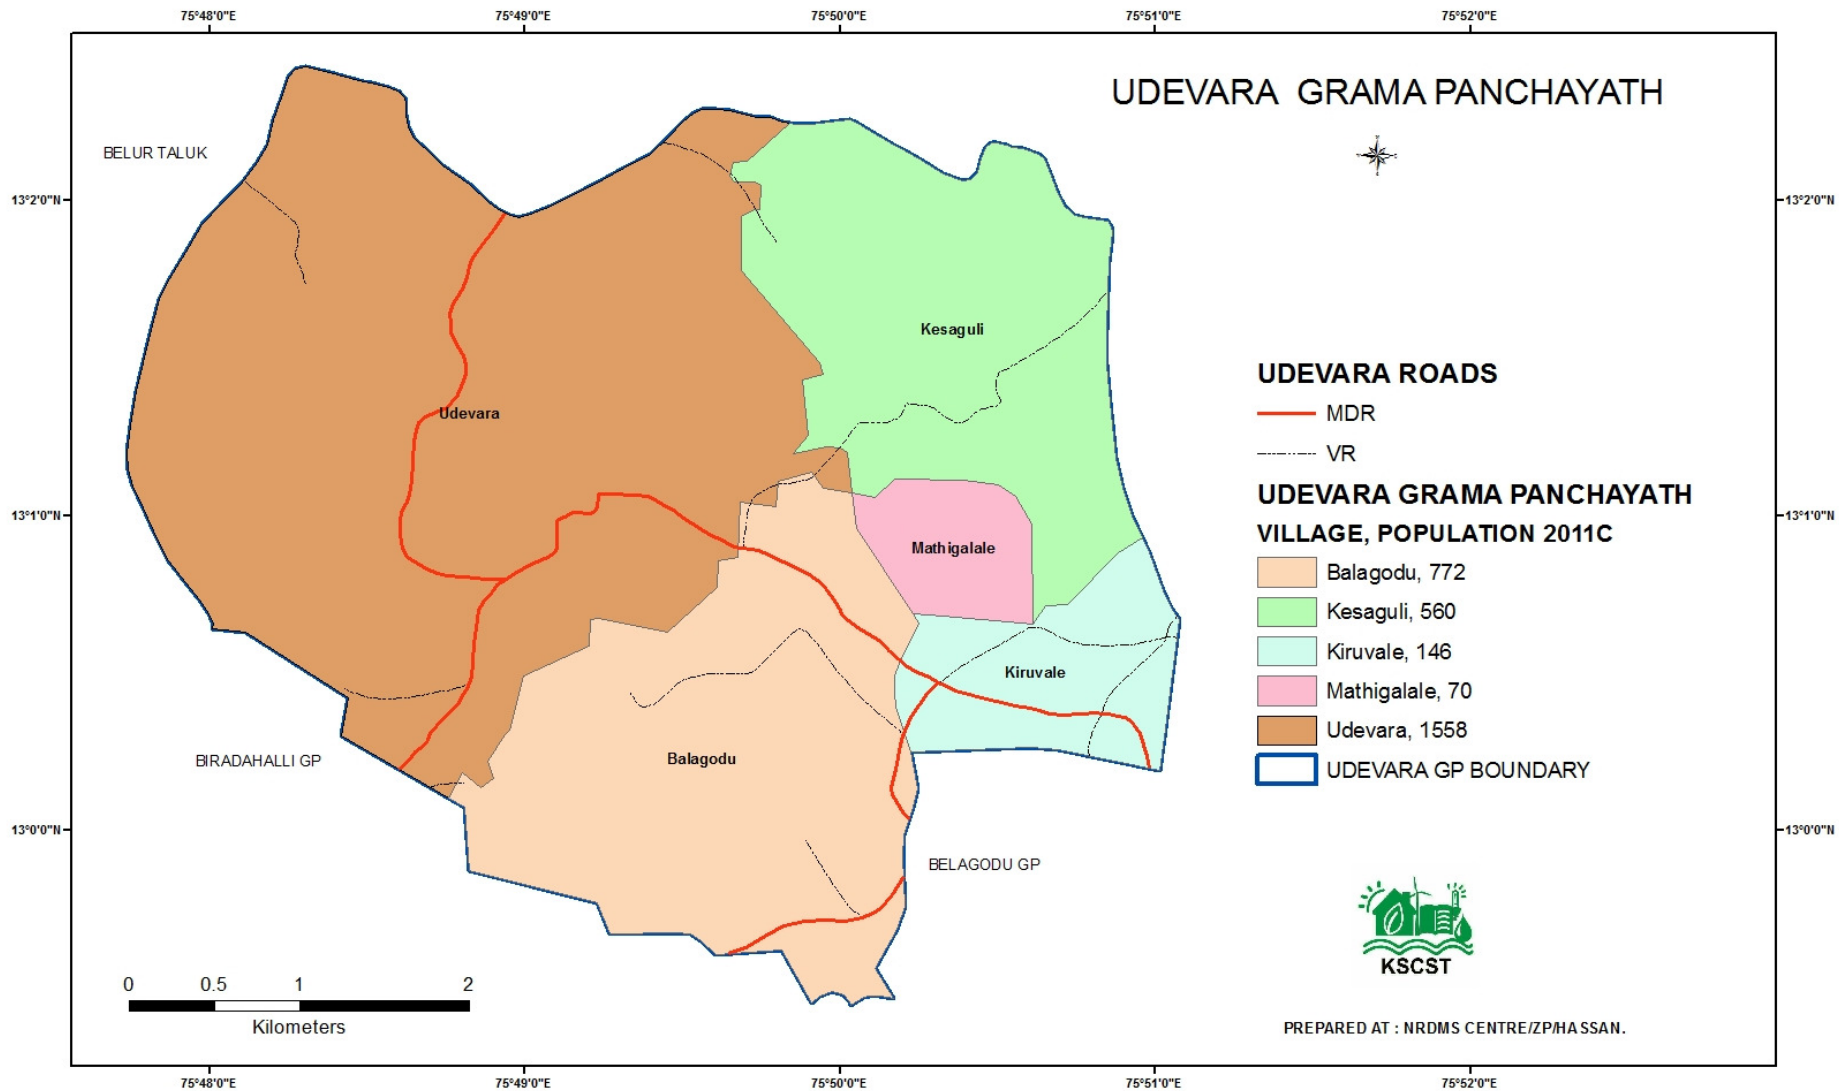 75°48'0"E 75°49'0"E 75°50'0"E 75°51'0"E 75°52'0"E
UDEVARA GRAMA PANCHAYATH
BELUR TALUK
13°2'0"N 13°2'0"N
Kesaguli
UDEVARA ROADS
Udevara
MDR
VR
UDEVARA GRAMA PANCHAYATH
13°1'0"N 13°1'0"N
VILLAGE, POPULATION 2011C
Mathigalale
Balagodu, 772
Kesaguli, 560
Kiruvale, 146
Kiruvale
Mathigalale, 70
Udevara, 1558
BIRADAHALLI GP
Balagodu
UDEVARA GP BOUNDARY
13°0'0"N 13°0'0"N
BELAGODU GP
KSCST
0 0.5 1 2
Kilometers
PREPARED AT : NRDMS CENTRE/ZP/HASSAN.
75°48'0"E 75°49'0"E 75°50'0"E 75°51'0"E 75°52'0"E